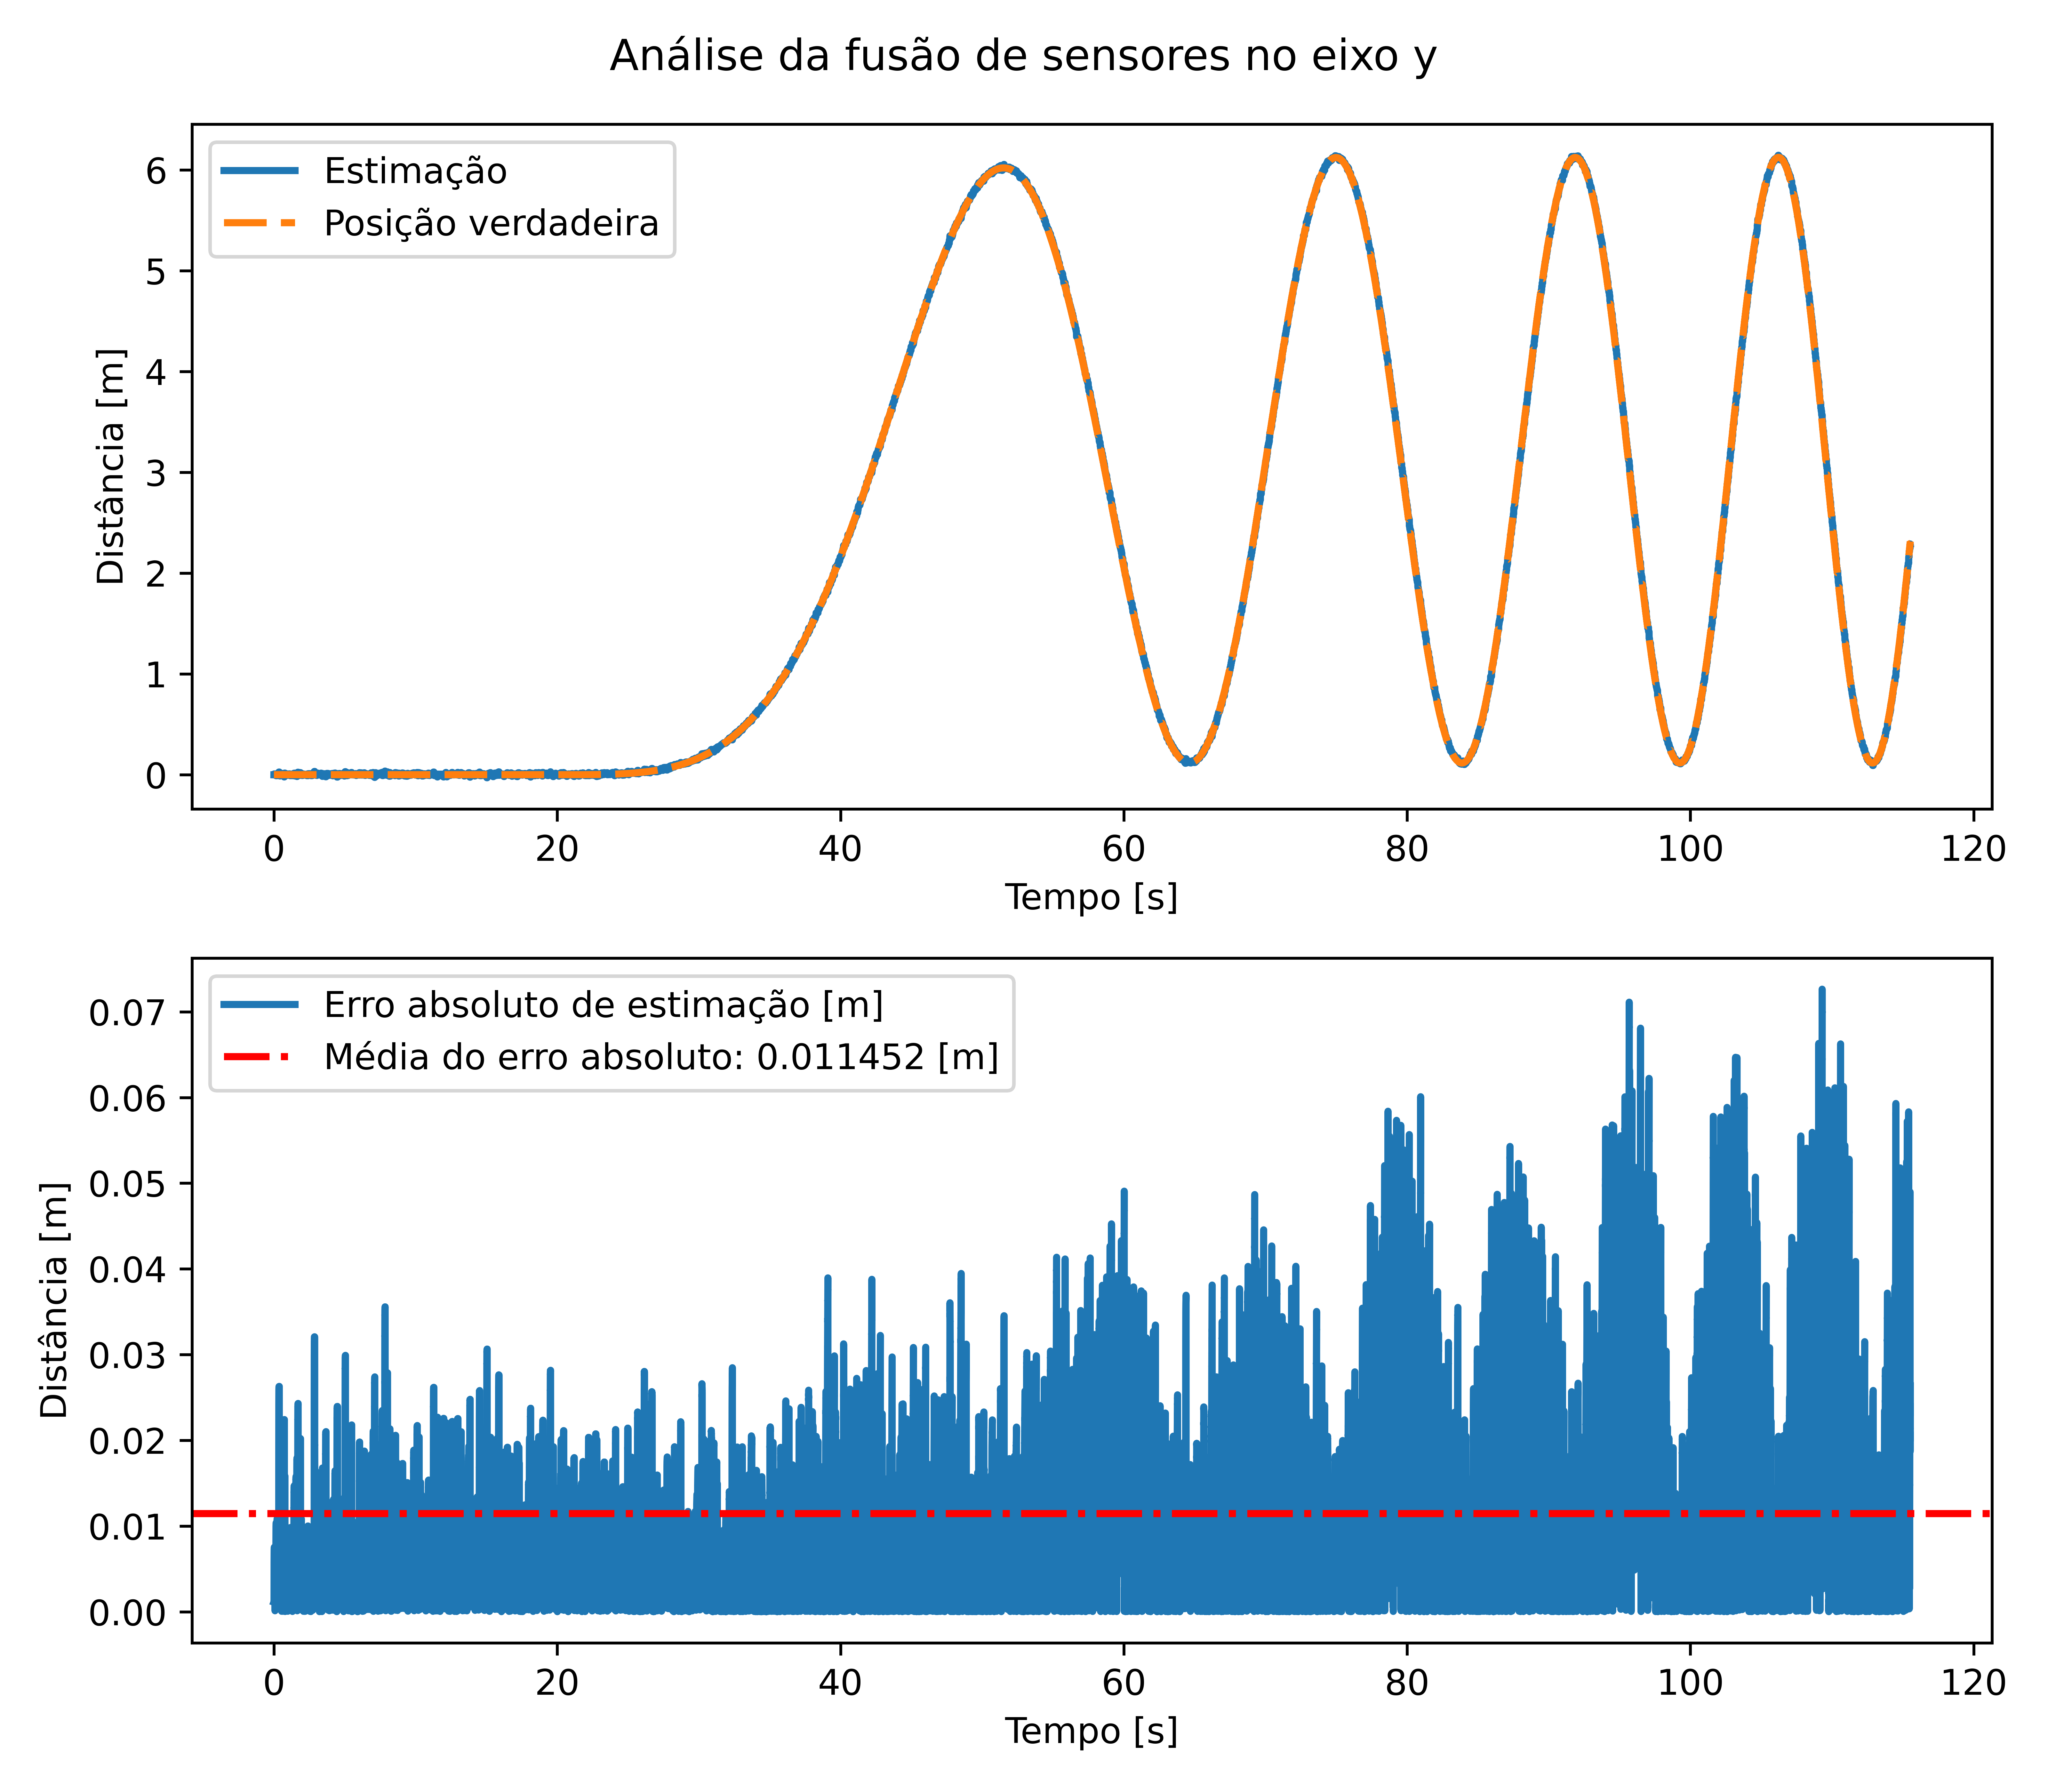 Análise da fusão de sensores no eixo y
Estimação
Posição verdadeira
6
5
4
3
2
1
0
Distância [m]
0 20 40 60 80 100 120
Tempo [s]
Erro absoluto de estimação [m]
Média do erro absoluto: 0.011452 [m]
0.07
0.06
0.05
0.04
0.03
0.02
0.01
0.00
Distância [m]
0 20 40 60 80 100 120
Tempo [s]